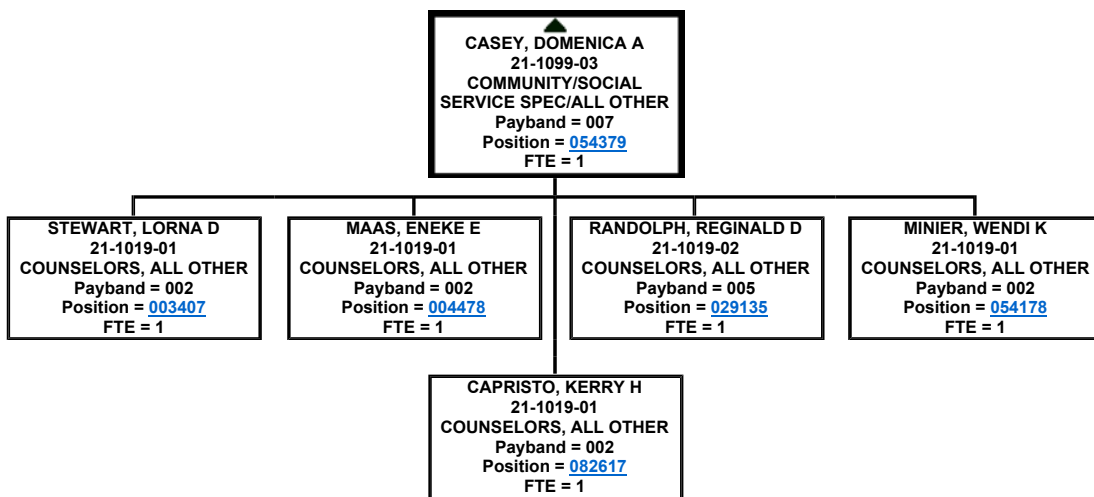 CASEY, DOMENICA A
21-1099-03
COMMUNITY/SOCIAL
SERVICE SPEC/ALL OTHER
Payband = 007
Position = 054379
FTE = 1
STEWART, LORNA D
21-1019-01
COUNSELORS, ALL OTHER
Payband = 002
Position = 003407
FTE = 1
MAAS, ENEKE E
21-1019-01
COUNSELORS, ALL OTHER
Payband = 002
Position = 004478
FTE = 1
RANDOLPH, REGINALD D
21-1019-02
COUNSELORS, ALL OTHER
Payband = 005
Position = 029135
FTE = 1
MINIER, WENDI K
21-1019-01
COUNSELORS, ALL OTHER
Payband = 002
Position = 054178
FTE = 1
CAPRISTO, KERRY H
21-1019-01
COUNSELORS, ALL OTHER
Payband = 002
Position = 082617
FTE = 1